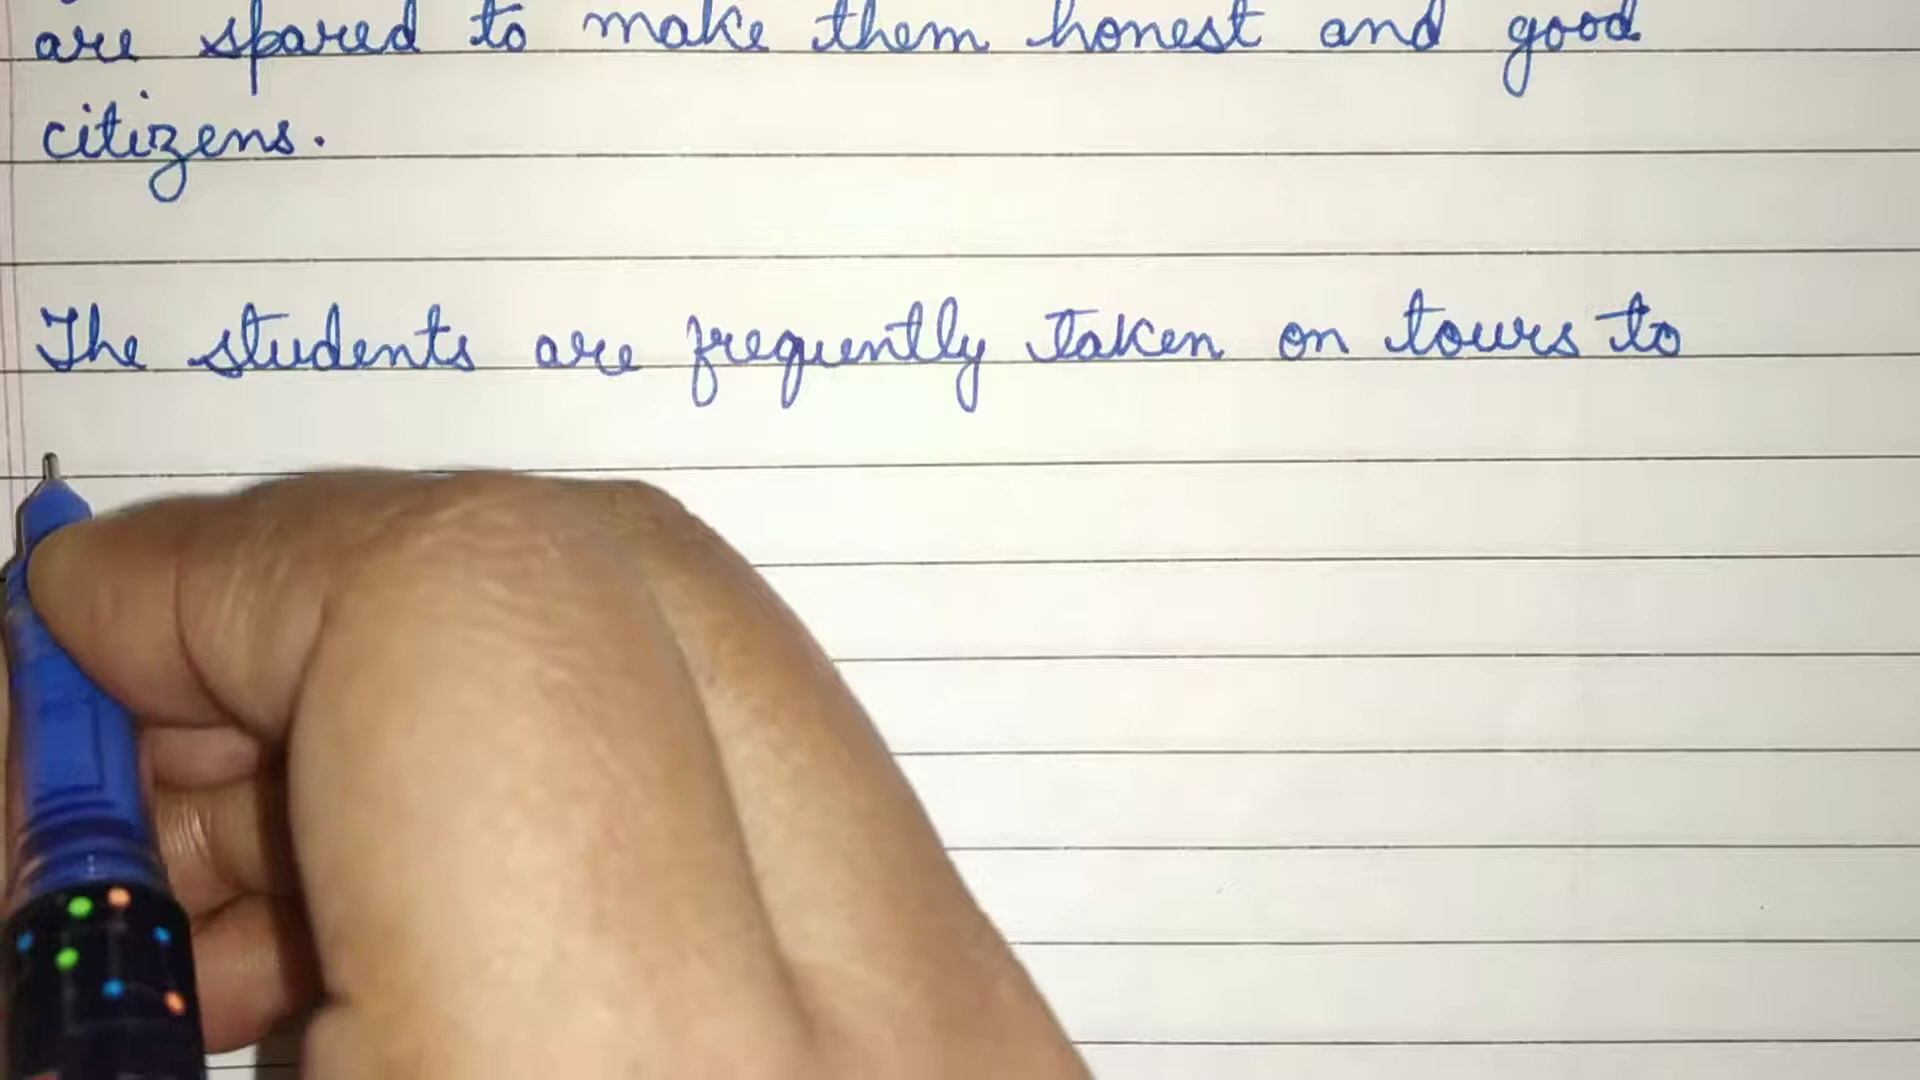 are spared to make them honest and good
citizens.
The students are frequently taken on tours to